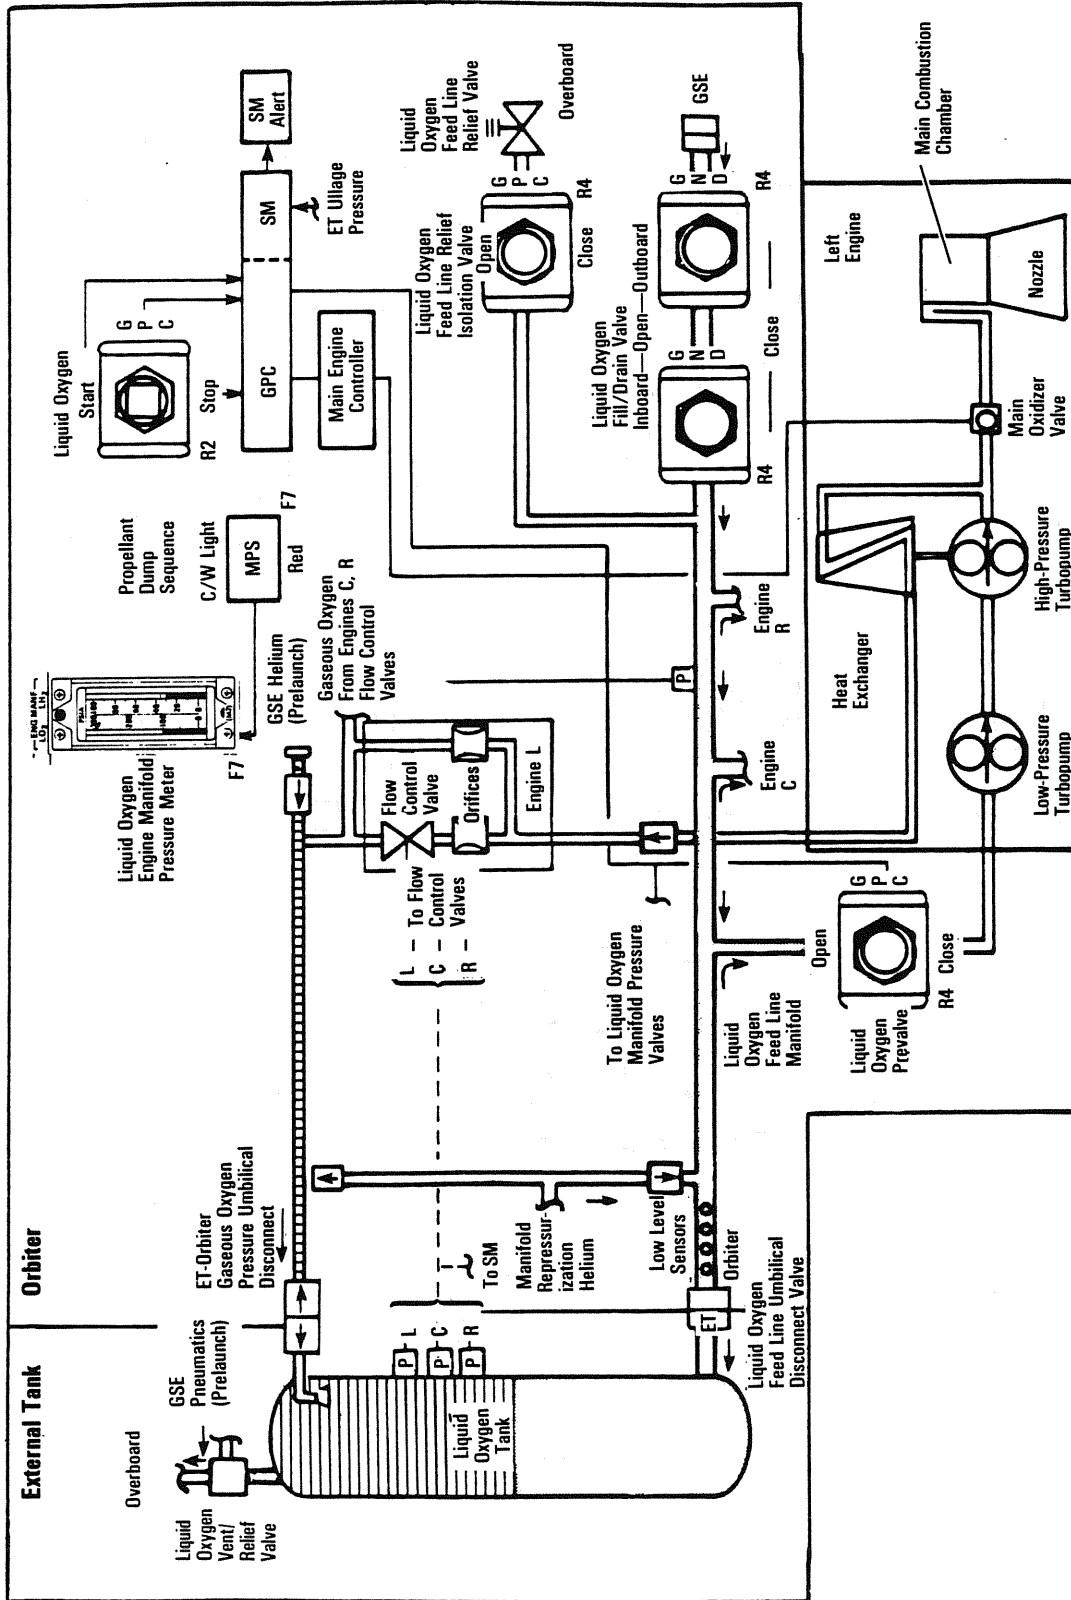 External Tank
Orbiter
Overboard
GSE
Pneumatics
(Prelaunch)
Liquid
Oxygen
Vent/
Relief
Valve
ET-Orbiter
Gaseous Oxygen
Pressure Umbilical
Disconnect
Liquid Oxygen
Engine Manifold
Pressure Meter
ENG MANF
LO2 LH2
PSIA
F7
Propellant
Dump
Sequence
C/W Light
MPS
Red
F7
GSE Helium
(Prelaunch)
Gaseous Oxygen
From Engines C, R
Flow Control
Valves
Liquid Oxygen
Start
G
P
C
R2
Stop
GPC
SM
SM
Alert
ET Ullage
Pressure
Main Engine
Controller
Liquid
Oxygen
Feed Line
Relief Valve
Overboard
Liquid Oxygen
Feed Line Relief
Isolation Valve
Open
G
P
C
Close
R4
Liquid Oxygen
Fill/Drain Valve
Inboard—Open—Outboard
G
N
D
G
N
D
GSE
R4
Close
R4
Flow
Control
Valve
Orifices
Engine L
L – To Flow
C – Control
R – Valves
To SM
P L
P C
P R
Liquid
Oxygen
Tank
Manifold
Repressur-
ization
Helium
Low Level
Sensors
ET
Orbiter
Liquid Oxygen
Feed Line Umbilical
Disconnect Valve
To Liquid Oxygen
Manifold Pressure
Valves
P
Engine
C
Engine
R
Liquid
Oxygen
Feed Line
Manifold
Open
G
P
C
R4
Close
Liquid
Oxygen
Prevalve
Heat
Exchanger
Low-Pressure
Turbopump
High-Pressure
Turbopump
Main
Oxidizer
Valve
Left
Engine
Main Combustion
Chamber
Nozzle